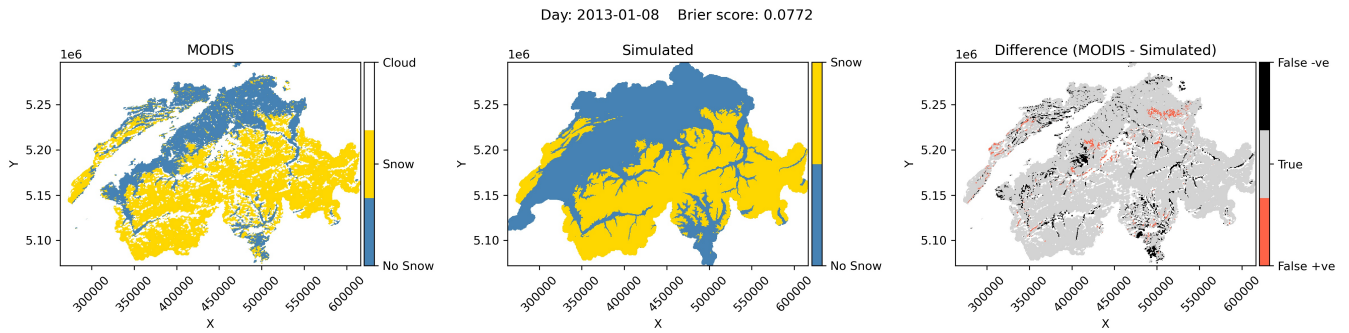 Day: 2013-01-08    Brier score: 0.0772
MODIS
1e6
Cloud
Snow
No Snow
5.25
5.20
5.15
5.10
Y
300000
350000
400000
450000
500000
550000
600000
X
Simulated
1e6
Snow
No Snow
5.25
5.20
5.15
5.10
Y
300000
350000
400000
450000
500000
550000
600000
X
Difference (MODIS - Simulated)
1e6
False -ve
True
False +ve
5.25
5.20
5.15
5.10
Y
300000
350000
400000
450000
500000
550000
600000
X